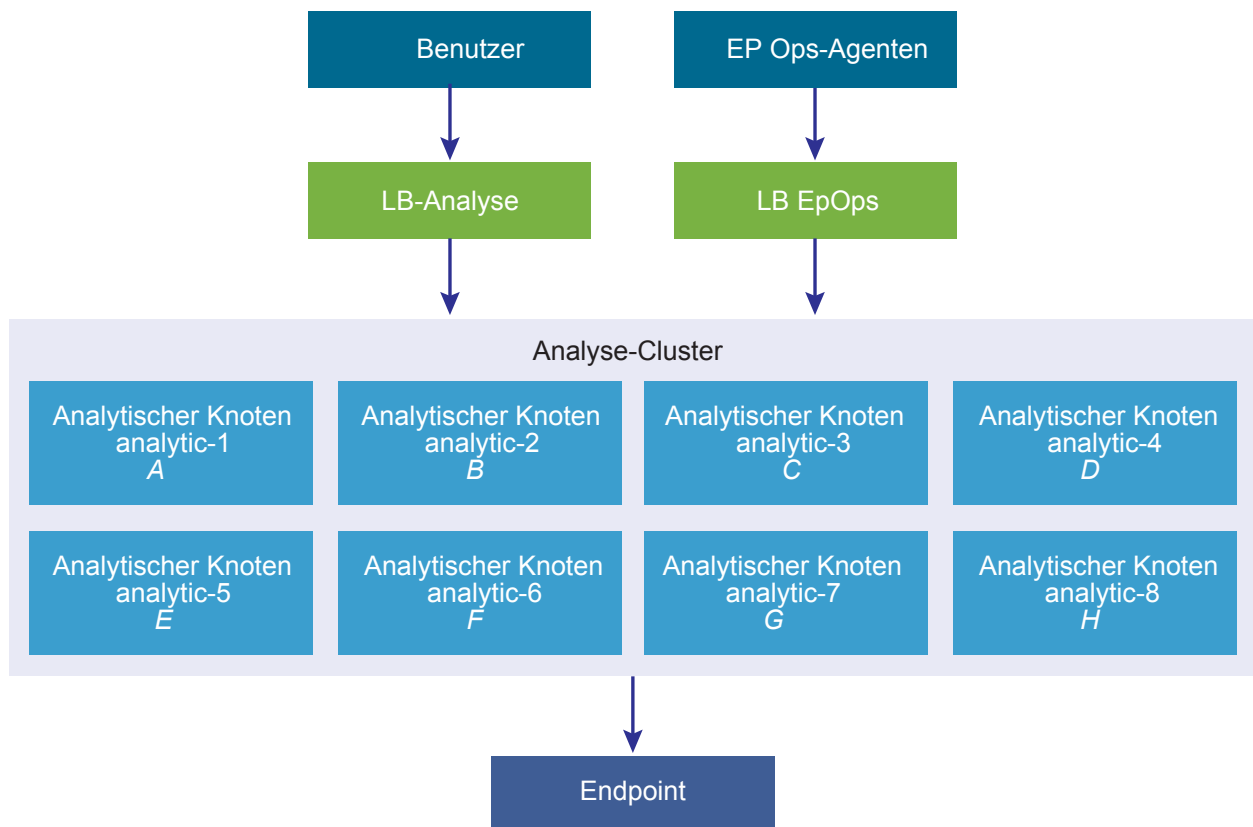 Benutzer
EP Ops-Agenten
LB-Analyse
LB EpOps
Analyse-Cluster
Analytischer Knoten
analytic-1
A
Analytischer Knoten
analytic-2
B
Analytischer Knoten
analytic-3
C
Analytischer Knoten
analytic-4
D
Analytischer Knoten
analytic-5
E
Analytischer Knoten
analytic-6
F
Analytischer Knoten
analytic-7
G
Analytischer Knoten
analytic-8
H
Endpoint